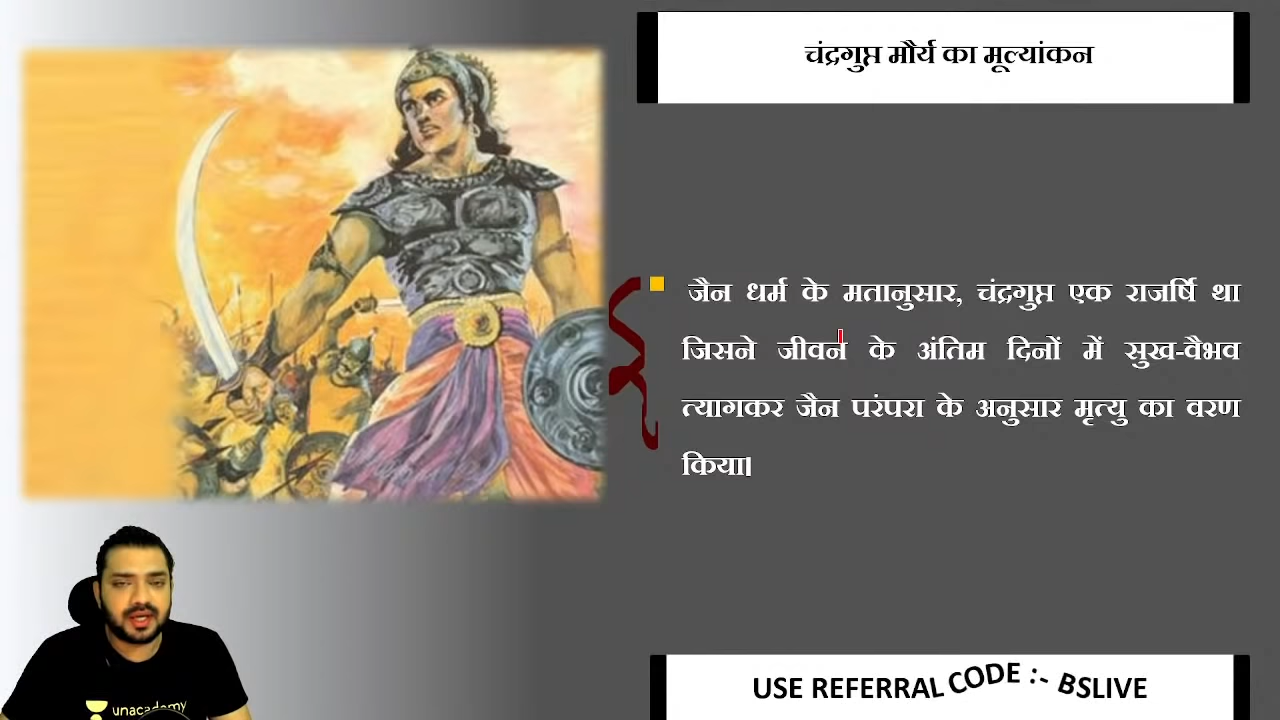 चंद्रगुप्त मौर्य का मूल्यांकन
जैन धर्म के मतानुसार, चंद्रगुप्त एक राजर्षि था
जिसने जीवन के अंतिम दिनों में सुख-वैभव
त्यागकर जैन परंपरा के अनुसार मृत्यु का वरण
किया।
unacademy
USE REFERRAL CODE :- BSLIVE